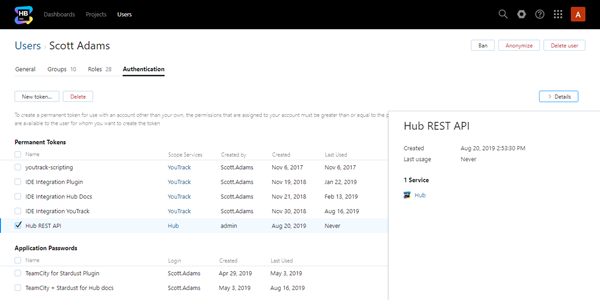 HB
Dashboards Projects Users
A
Users Scott Adams
Ban Anonymize Delete user
General Groups 10 Roles 28 Authentication
New token... Delete
> Details
To create a permanent token for use with an account other than your own, the permissions that are assigned to your account must be greater than or equal to the p
are available to the user for whom you want to create the token
Permanent Tokens
Name Scope Services Created by Created Last Used
youtrack-scripting YouTrack Scott.Adams Nov 6, 2017 Nov 6, 2017
IDE Integration Plugin YouTrack Scott.Adams Nov 19, 2018 Jan 22, 2019
IDE Integration Hub Docs YouTrack Scott.Adams Nov 21, 2018 Feb 13, 2019
IDE Integration YouTrack YouTrack Scott.Adams Nov 30, 2018 Aug 16, 2019
Hub REST API Hub admin Aug 20, 2019 Never
Application Passwords
Name Login Created Last Used
TeamCity for Stardust Plugin Scott.Adams Apr 29, 2019 May 3, 2019
TeamCity + Stardust for Hub docs Scott.Adams May 3, 2019 Aug 16, 2019
Hub REST API
Created Aug 20, 2019 2:53:30 PM
Last usage Never
1 Service
Hub